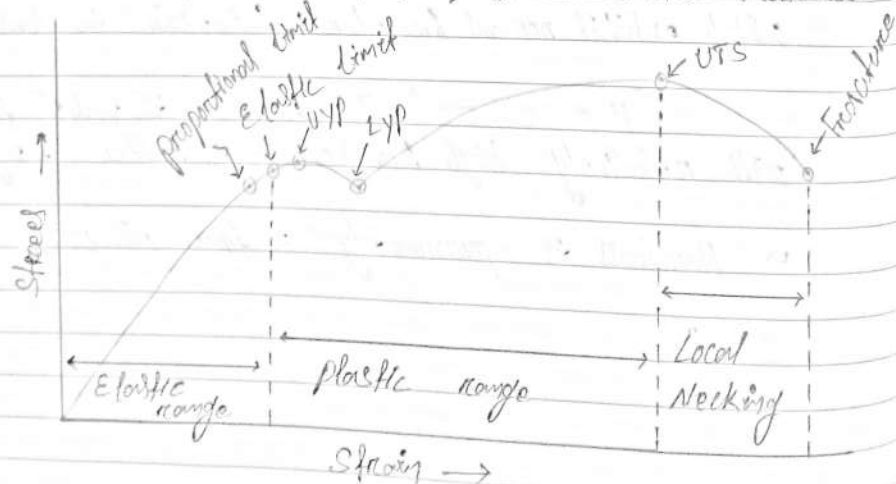 Proportional limit
Elastic limit
UYP
LYP
UTS
Fracture
Stress
Elastic
range
Plastic range
Local
Necking
Strain